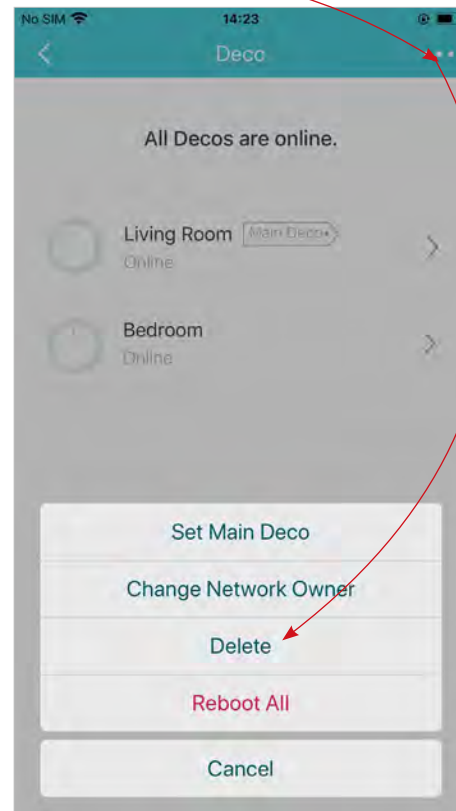 No SIM 14:23
Deco
All Decos are online.
Living Room Main Deco
Online
Bedroom
Online
Set Main Deco
Change Network Owner
Delete
Reboot All
Cancel